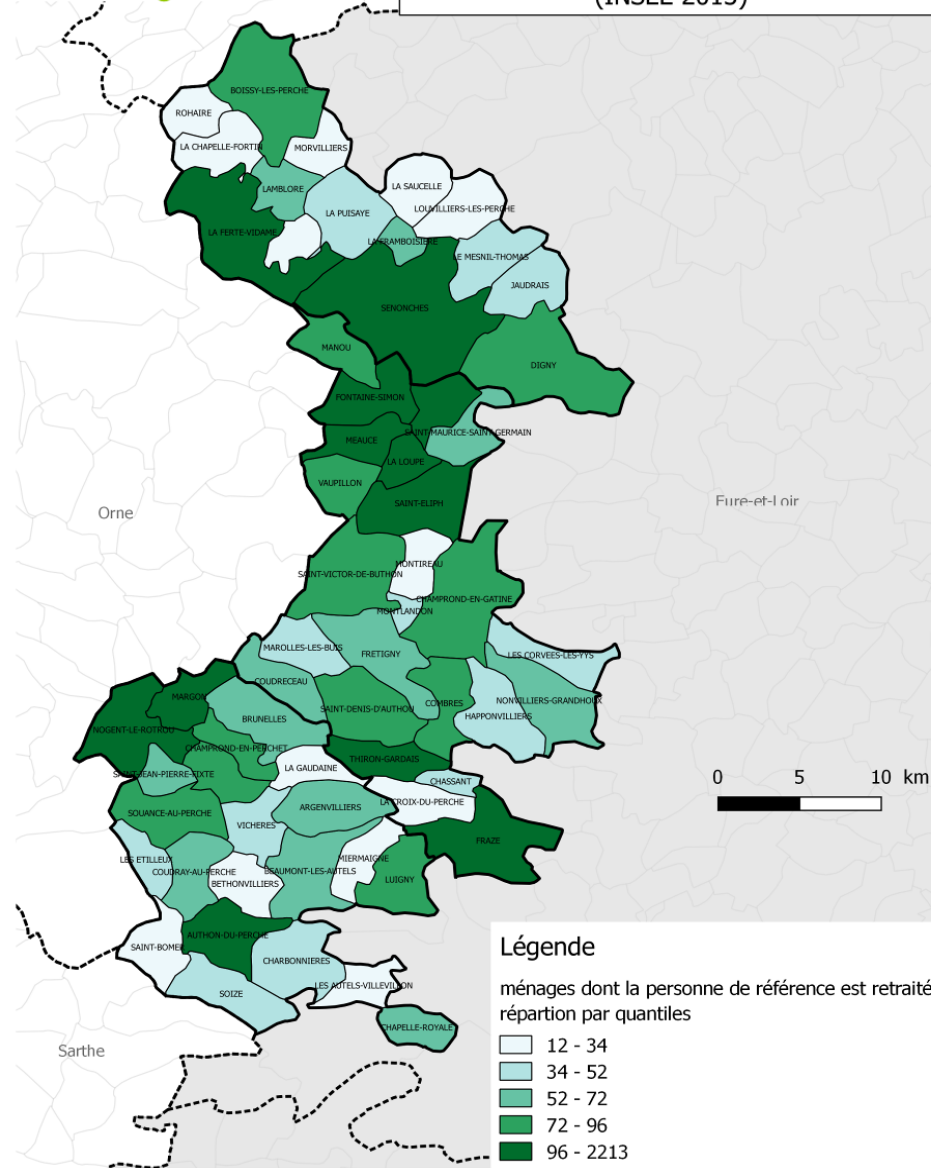 (INSEE 2015)
BOISSY-LES-PERCHE
ROHAIRE
LA CHAPELLE-FORTIN
MORVILLIERS
LAMBLORE
LA SAUCELLE
LOUVILLIERS-LES-PERCHE
LA PUISAYE
LA FERTE-VIDAME
LA FRAMBOISIERE
LE MESNIL-THOMAS
JAUDRAIS
SENONCHES
MANOU
DIGNY
FONTAINE-SIMON
MEAUCE
SAINT-MAURICE-SAINT-GERMAIN
LA LOUPE
VAUPILLON
SAINT-ELIPH
Orne
Eure-et-Loir
MONTIREAU
SAINT-VICTOR-DE-BUTHON
CHAMPROND-EN-GATINE
MONTLANDON
MAROLLES-LES-BUIS
FRETIGNY
LES CORVEES-LES-YYS
COUDRECEAU
MARGON
NONVILLIERS-GRANDHOUX
COMBRES
SAINT-DENIS-D'AUTHOU
HAPPONVILLIERS
BRUNELLES
NOGENT-LE-ROTROU
CHAMPROND-EN-PERCHET
THIRON-GARDAIS
LA GAUDAINE
SAINT-JEAN-PIERRE-FIXTE
CHASSANT
0 5 10 km
LA CROIX-DU-PERCHE
ARGENVILLIERS
SOUANCE-AU-PERCHE
VICHERES
FRAZE
LES ETILLEUX
MIERMAIGNE
COUDRAY-AU-PERCHE
BEAUMONT-LES-AUTELS
LUIGNY
BETHONVILLIERS
AUTHON-DU-PERCHE
SAINT-BOMER
CHARBONNIERES
LES AUTELS-VILLEVILLON
SOIZE
CHAPELLE-ROYALE
Sarthe
Légende
ménages dont la personne de référence est retraité
répartion par quantiles
12 - 34
34 - 52
52 - 72
72 - 96
96 - 2213